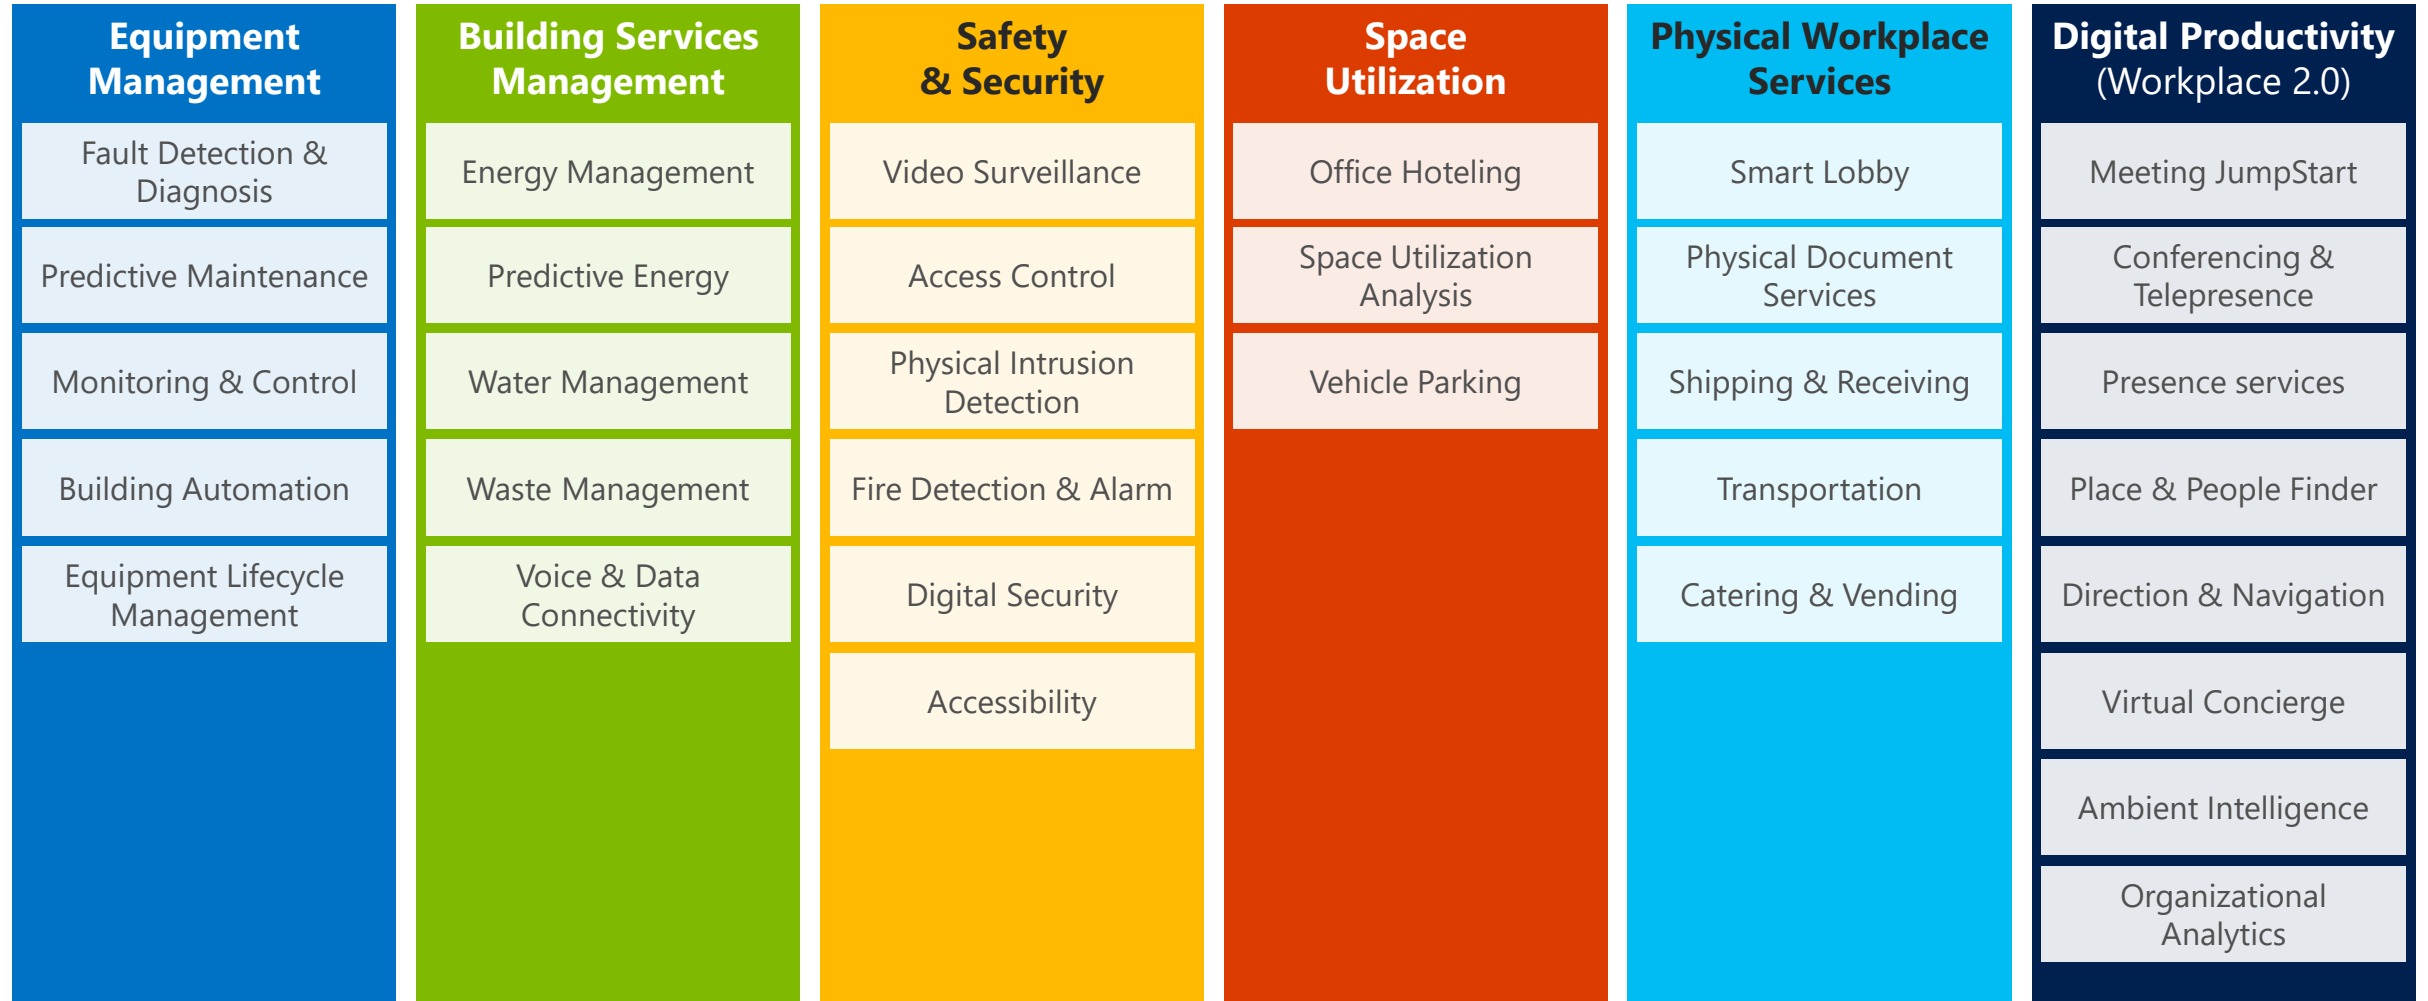 Equipment
Management
Fault Detection &
Diagnosis
Predictive Maintenance
Monitoring & Control
Building Automation
Equipment Lifecycle
Management
Building Services
Management
Energy Management
Predictive Energy
Water Management
Waste Management
Voice & Data
Connectivity
Safety
& Security
Video Surveillance
Access Control
Physical Intrusion
Detection
Fire Detection & Alarm
Digital Security
Accessibility
Space
Utilization
Office Hoteling
Space Utilization
Analysis
Vehicle Parking
Physical Workplace
Services
Smart Lobby
Physical Document
Services
Shipping & Receiving
Transportation
Catering & Vending
Digital Productivity
(Workplace 2.0)
Meeting JumpStart
Conferencing &
Telepresence
Presence services
Place & People Finder
Direction & Navigation
Virtual Concierge
Ambient Intelligence
Organizational
Analytics